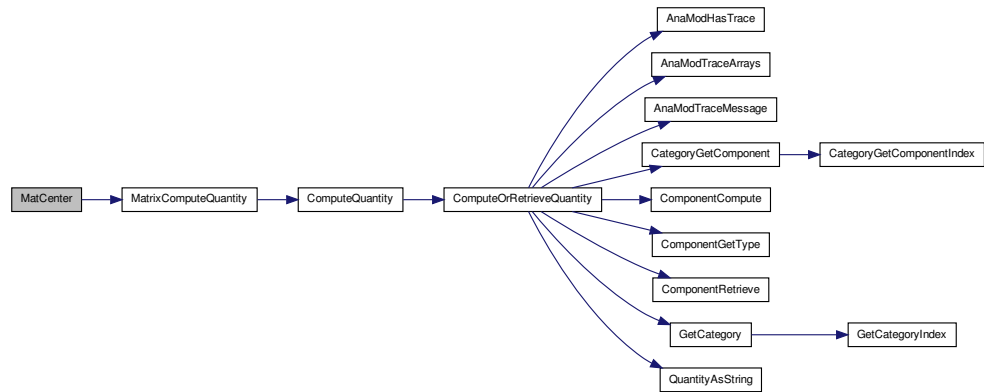 AnaModHasTrace
AnaModTraceArrays
AnaModTraceMessage
CategoryGetComponent
CategoryGetComponentIndex
MatCenter
MatrixComputeQuantity
ComputeQuantity
ComputeOrRetrieveQuantity
ComponentCompute
ComponentGetType
ComponentRetrieve
GetCategory
GetCategoryIndex
QuantityAsString